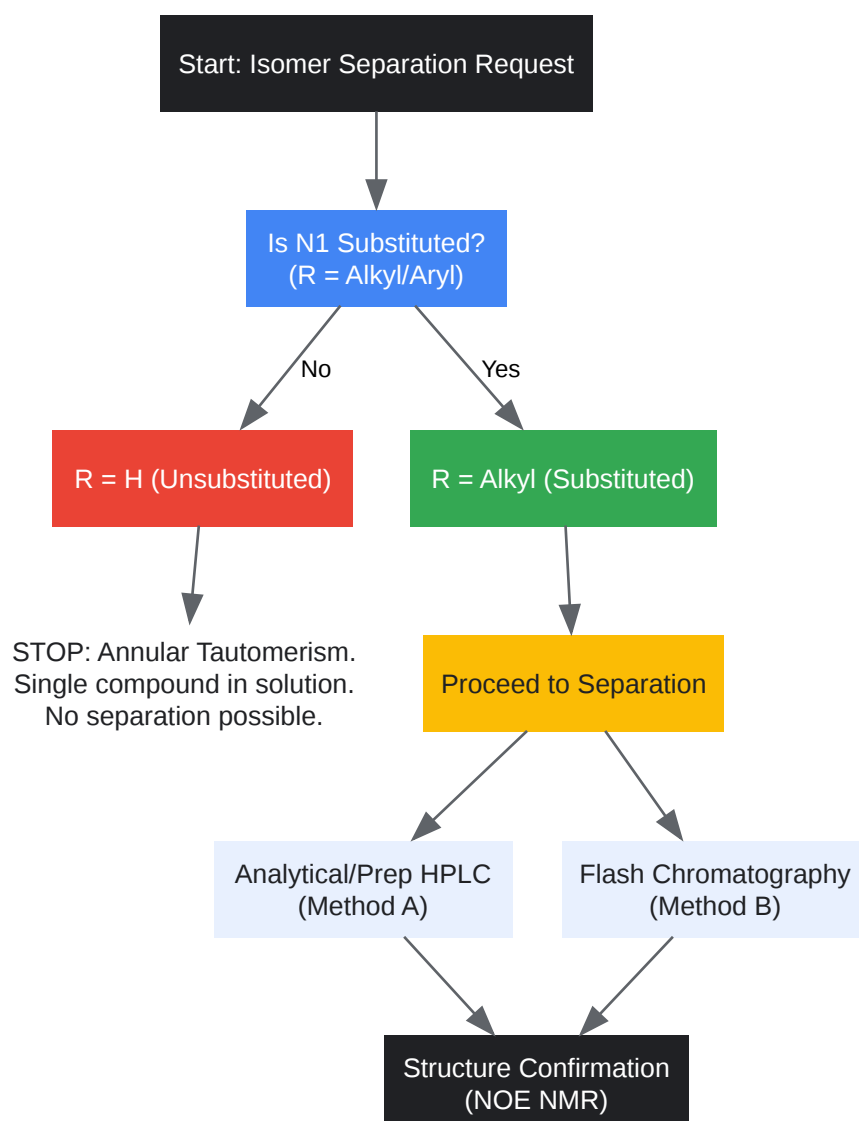 Start: Isomer Separation Request
Is N1 Substituted?
(R = Alkyl/Aryl)
No
Yes
R = H (Unsubstituted)
R = Alkyl (Substituted)
STOP: Annular Tautomerism.
Single compound in solution.
No separation possible.
Proceed to Separation
Analytical/Prep HPLC
(Method A)
Flash Chromatography
(Method B)
Structure Confirmation
(NOE NMR)